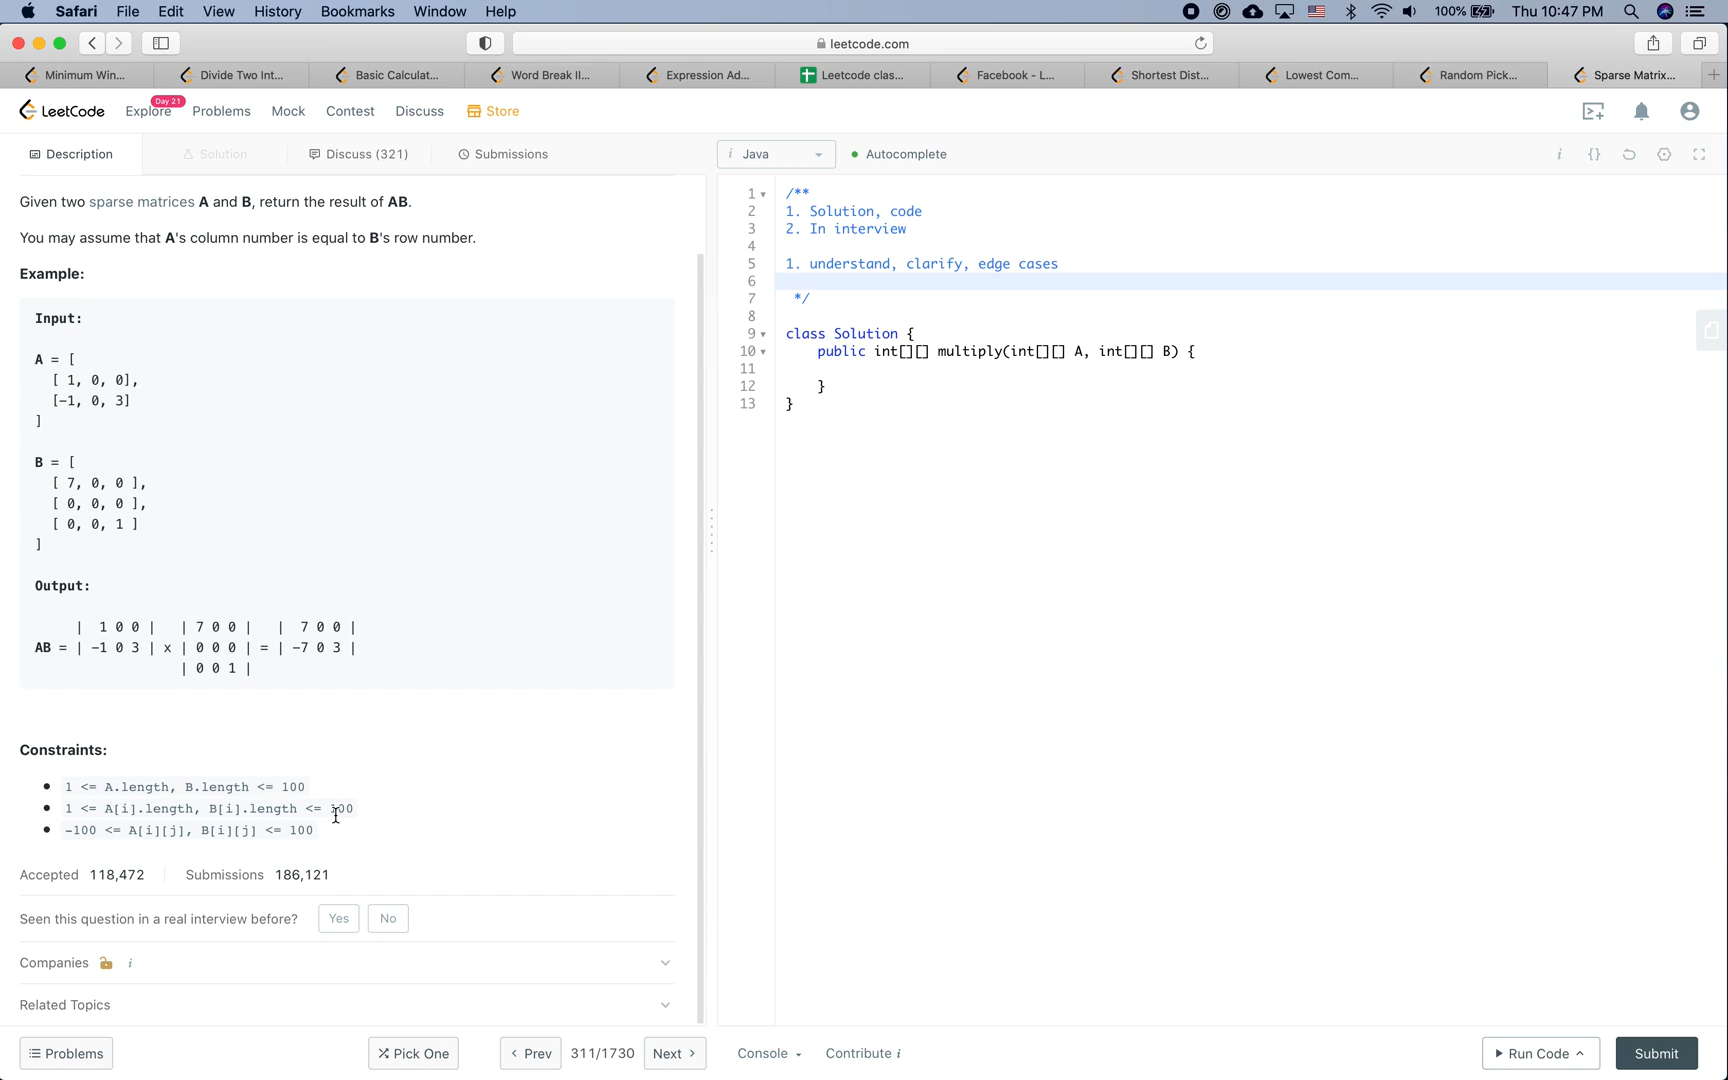 Safari File Edit View History Bookmarks Window Help 100% Thu 10:47 PM
leetcode.com
Minimum Win... Divide Two Int... Basic Calculat... Word Break II... Expression Ad... Leetcode clas... Facebook - L... Shortest Dist... Lowest Com... Random Pick... Sparse Matrix...
LeetCode Explore Day 21 Problems Mock Contest Discuss Store
Description Solution Discuss (321) Submissions
i Java Autocomplete
Given two sparse matrices A and B, return the result of AB.
You may assume that A's column number is equal to B's row number.
Example:
Input:
A = [
[ 1, 0, 0],
[-1, 0, 3]
]
B = [
[ 7, 0, 0 ],
[ 0, 0, 0 ],
[ 0, 0, 1 ]
]
Output:
| 1 0 0 | | 7 0 0 | | 7 0 0 |
AB = | -1 0 3 | x | 0 0 0 | = | -7 0 3 |
| 0 0 1 |
Constraints:
1 <= A.length, B.length <= 100
1 <= A[i].length, B[i].length <= 100
-100 <= A[i][j], B[i][j] <= 100
Accepted 118,472 Submissions 186,121
Seen this question in a real interview before? Yes No
Companies i
Related Topics
Problems Pick One Prev 311/1730 Next
1 /**
2 1. Solution, code
3 2. In interview
4
5 1. understand, clarify, edge cases
6
7 */
8
9 class Solution {
10 public int[][] multiply(int[][] A, int[][] B) {
11
12 }
13 }
Console Contribute i Run Code Submit